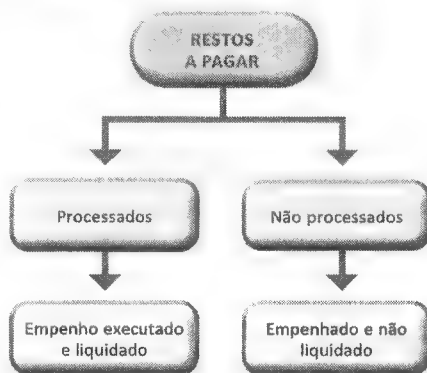 RESTOS
A PAGAR
Processados
Não processados
Empenho executado
e liquidado
Empenhado e não
liquidado